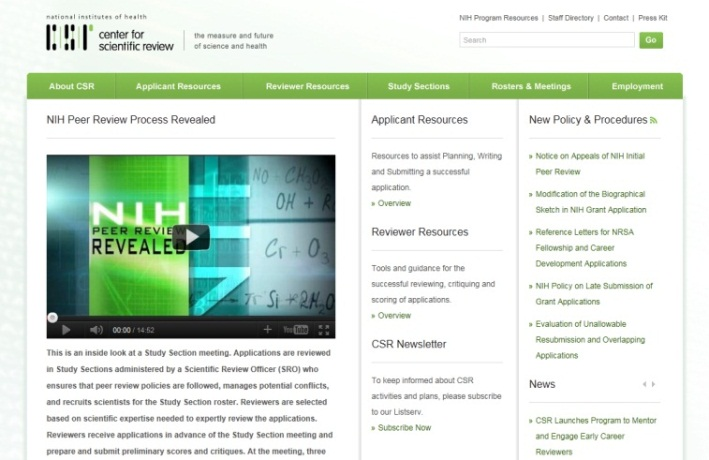 national institutes of health
CSR
center for
scientific review
the measure and future
of science and health
NIH Program Resources | Staff Directory | Contact | Press Kit
Search
Go
About CSR
Applicant Resources
Reviewer Resources
Study Sections
Rosters & Meetings
Employment
NIH Peer Review Process Revealed
NIH
PEER REVIEW
REVEALED
NO - CH3O
OH + R
Cr + O3
Tr Si + 2H2O
00:00 / 14:52
YouTube
This is an inside look at a Study Section meeting. Applications are reviewed
in Study Sections administered by a Scientific Review Officer (SRO) who
ensures that peer review policies are followed, manages potential conflicts,
and recruits scientists for the Study Section roster. Reviewers are selected
based on scientific expertise needed to expertly review the applications.
Reviewers receive applications in advance of the Study Section meeting and
prepare and submit preliminary scores and critiques. At the meeting, three
Applicant Resources
Resources to assist Planning, Writing
and Submitting a successful
application.
» Overview
Reviewer Resources
Tools and guidance for the
successful reviewing, critiquing and
scoring of applications.
» Overview
CSR Newsletter
To keep informed about CSR
activities and plans, please subscribe
to our Listserv.
» Subscribe Now
New Policy & Procedures
» Notice on Appeals of NIH Initial
Peer Review
» Modification of the Biographical
Sketch in NIH Grant Application
» Reference Letters for NRSA
Fellowship and Career
Development Applications
» NIH Policy on Late Submission of
Grant Applications
» Evaluation of Unallowable
Resubmission and Overlapping
Applications
News
» CSR Launches Program to Mentor
and Engage Early Career
Reviewers